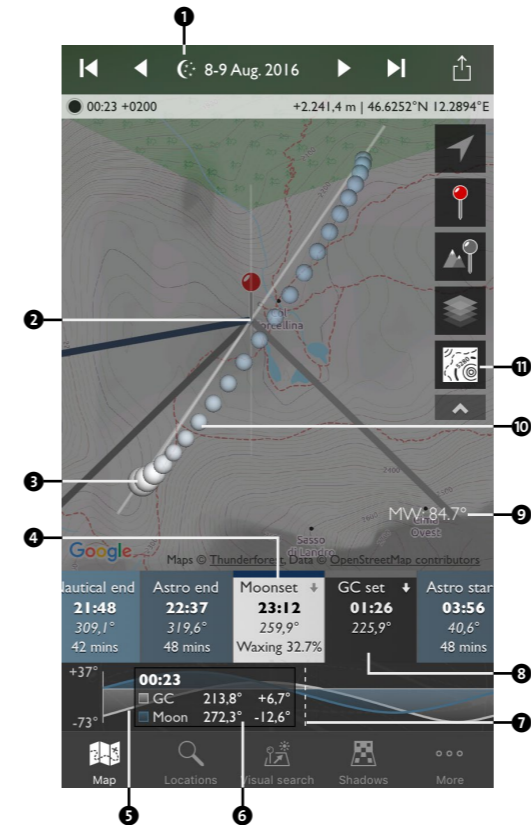 1
8-9 Aug. 2016
00:23 +0200
+2.241,4 m | 46.6252°N 12.2894°E
2
11
10
3
4
MW: 84.7°
9
Ovest
Sasso
di Landro
Google
Maps © Thunderforest, Data © OpenStreetMap contributors
Nautical end
21:48
309,1°
42 mins
Astro end
22:37
319,6°
48 mins
Moonset
23:12
259,9°
Waxing 32.7%
GC set
01:26
225,9°
Astro star
03:56
40,6°
48 mins
8
+37°
-73°
00:23
GC 213,8° +6,7°
Moon 272,3° -12,6°
7
Map
Locations
Visual search
Shadows
More
5
6